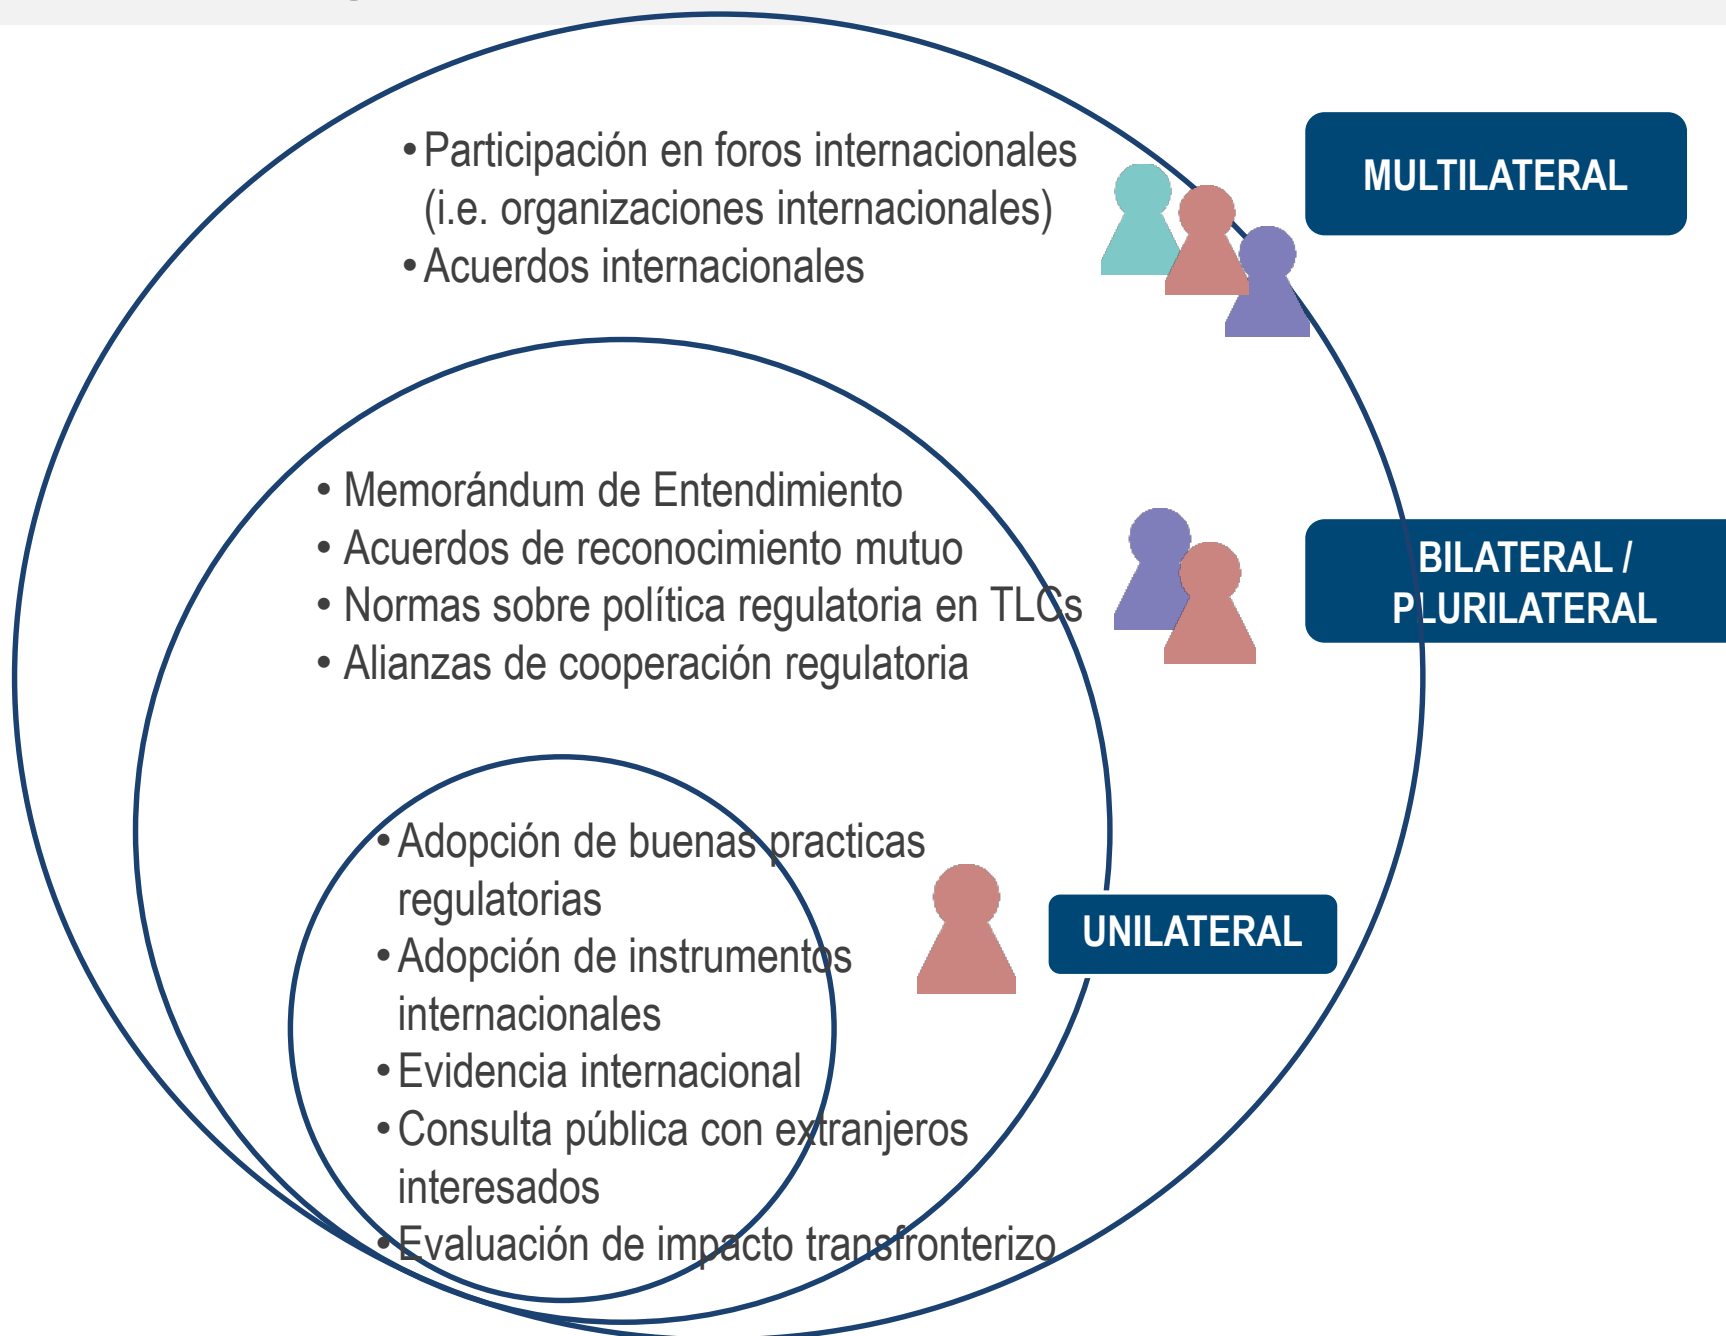 • Participación en foros internacionales
(i.e. organizaciones internacionales)
• Acuerdos internacionales
MULTILATERAL
• Memorándum de Entendimiento
• Acuerdos de reconocimiento mutuo
• Normas sobre política regulatoria en TLCs
• Alianzas de cooperación regulatoria
BILATERAL /
PLURILATERAL
• Adopción de buenas practicas
regulatorias
• Adopción de instrumentos
internacionales
• Evidencia internacional
• Consulta pública con extranjeros
interesados
• Evaluación de impacto transfronterizo
UNILATERAL